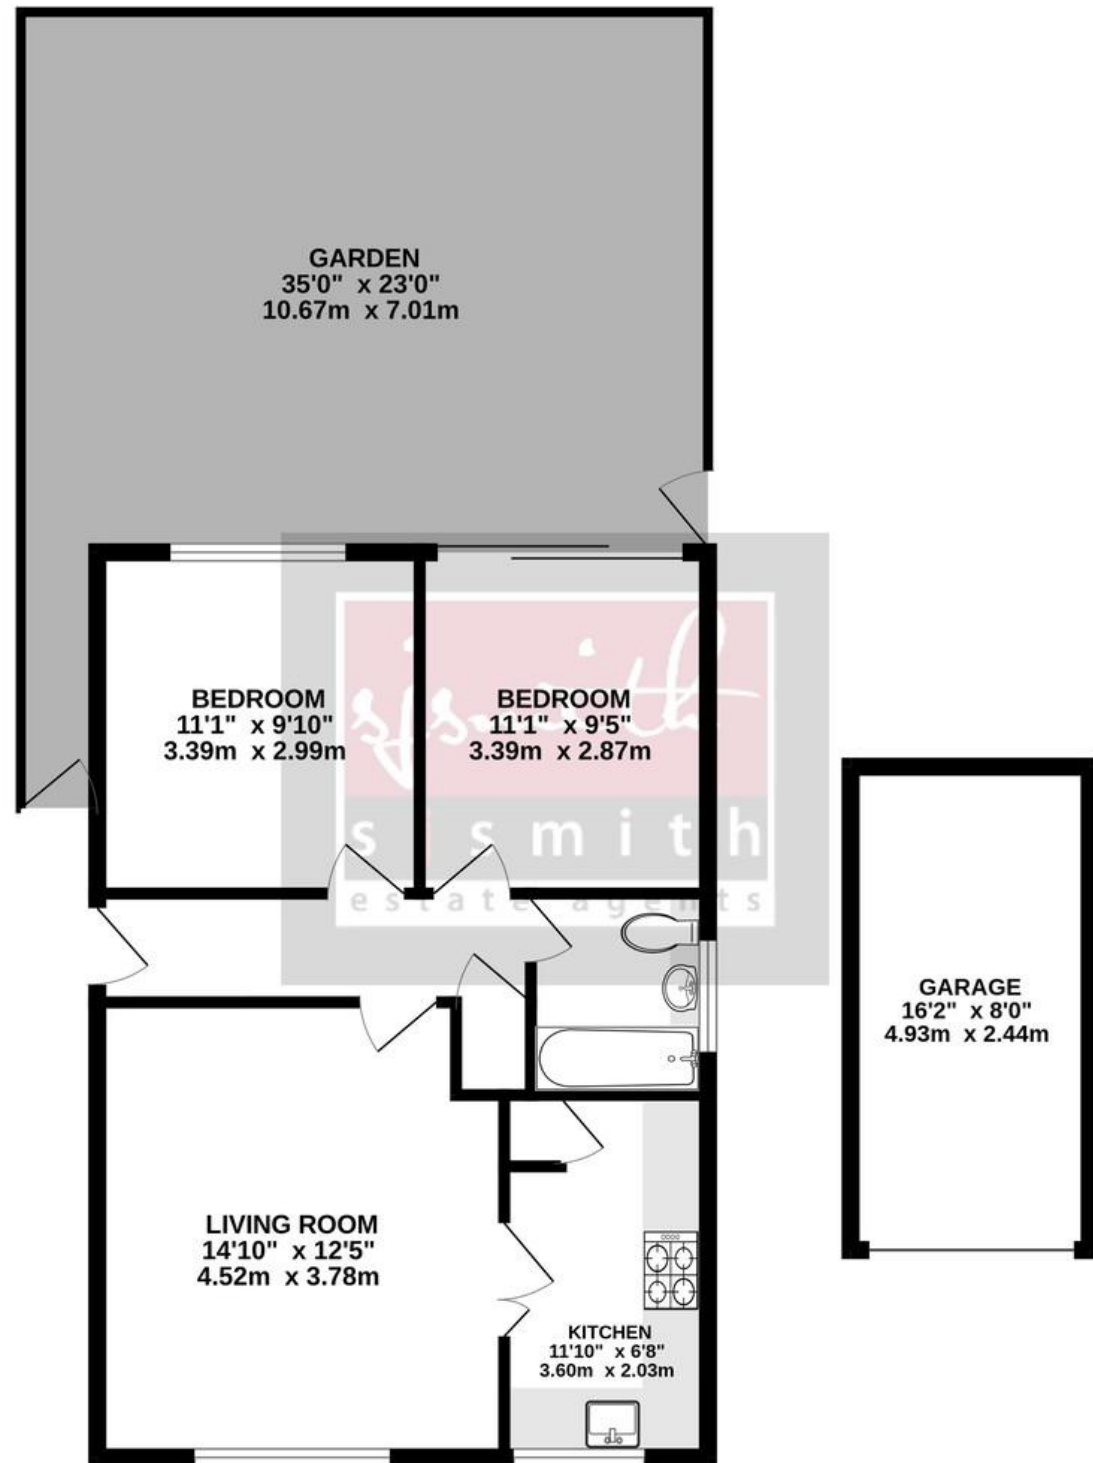 GARDEN
35'0" x 23'0"
10.67m x 7.01m
BEDROOM
11'1" x 9'10"
3.39m x 2.99m
BEDROOM
11'1" x 9'5"
3.39m x 2.87m
sjsmith
s j smith
estate agents
GARAGE
16'2" x 8'0"
4.93m x 2.44m
LIVING ROOM
14'10" x 12'5"
4.52m x 3.78m
KITCHEN
11'10" x 6'8"
3.60m x 2.03m